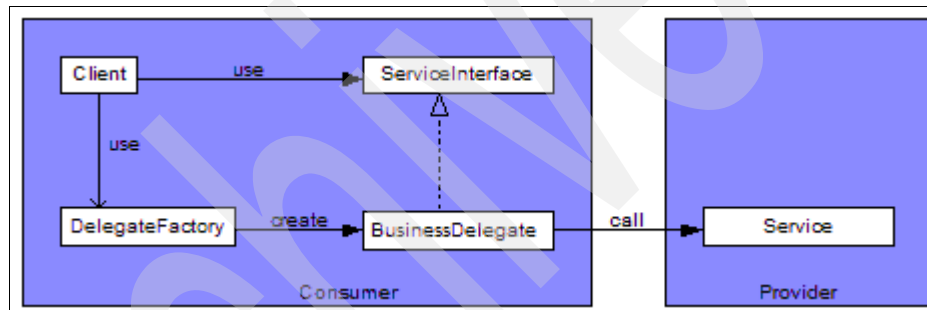 Client
use
ServiceInterface
use
DelegateFactory
create
BusinessDelegate
call
Service
Consumer
Provider